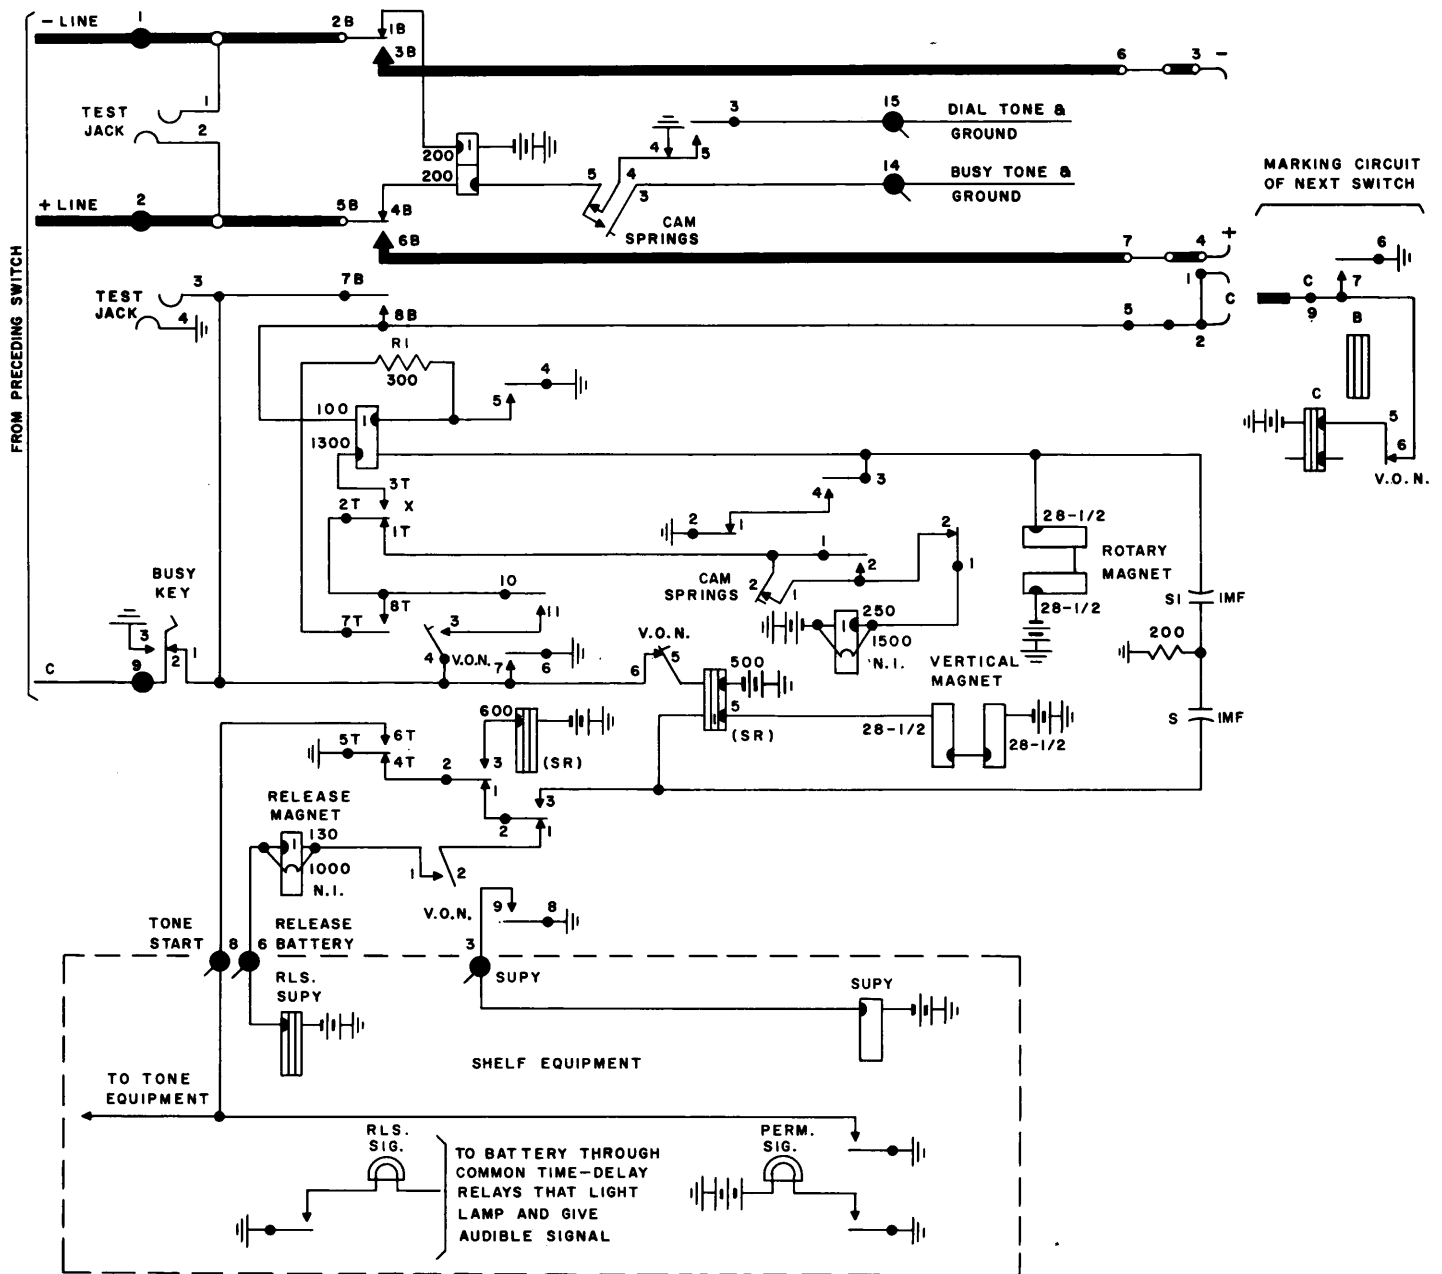 - LINE
1
2B
1B
3B
6
3
-
TEST
JACK
1
2
3
15
DIAL TONE &
GROUND
4
5
200
1
200
5
4
3
14
BUSY TONE &
GROUND
MARKING CIRCUIT
OF NEXT SWITCH
+ LINE
2
5B
4B
6B
CAM
SPRINGS
7
4
+
1
C
2
FROM PRECEDING SWITCH
TEST
JACK
3
4
7B
8B
5
C
9
7
6
B
C
5
6
V.O.N.
R1
300
4
5
100
1
1300
3T
2T
X
1T
3
4
2
1
2
1
28-1/2
ROTARY
MAGNET
28-1/2
CAM
SPRINGS
2
1
1
2
250
1
1500
N.I.
S1
1MF
200
BUSY
KEY
3
2
1
C
9
10
8T
7T
3
11
4
V.O.N.
7
6
V.O.N.
6
5
500
1
5
(SR)
VERTICAL
MAGNET
28-1/2
28-1/2
S
1MF
6T
5T
4T
2
600
3
1
(SR)
3
2
1
RELEASE
MAGNET
130
1
1000
N.I.
1
2
V.O.N.
9
8
TONE
START
8
6
RELEASE
BATTERY
3
SUPY
RLS.
SUPY
SUPY
SHELF EQUIPMENT
TO TONE
EQUIPMENT
RLS.
SIG.
TO BATTERY THROUGH
COMMON TIME-DELAY
RELAYS THAT LIGHT
LAMP AND GIVE
AUDIBLE SIGNAL
PERM.
SIG.